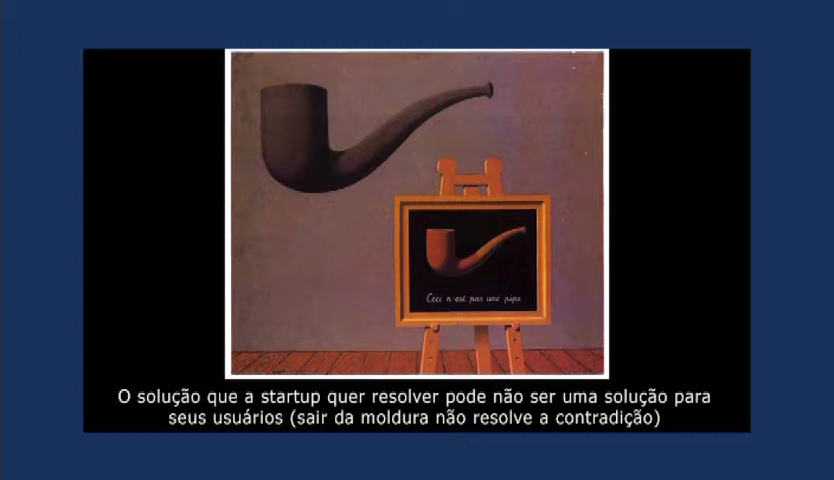 Ceci n'est pas une pipe
O solução que a startup quer resolver pode não ser uma solução para
seus usuários (sair da moldura não resolve a contradição)